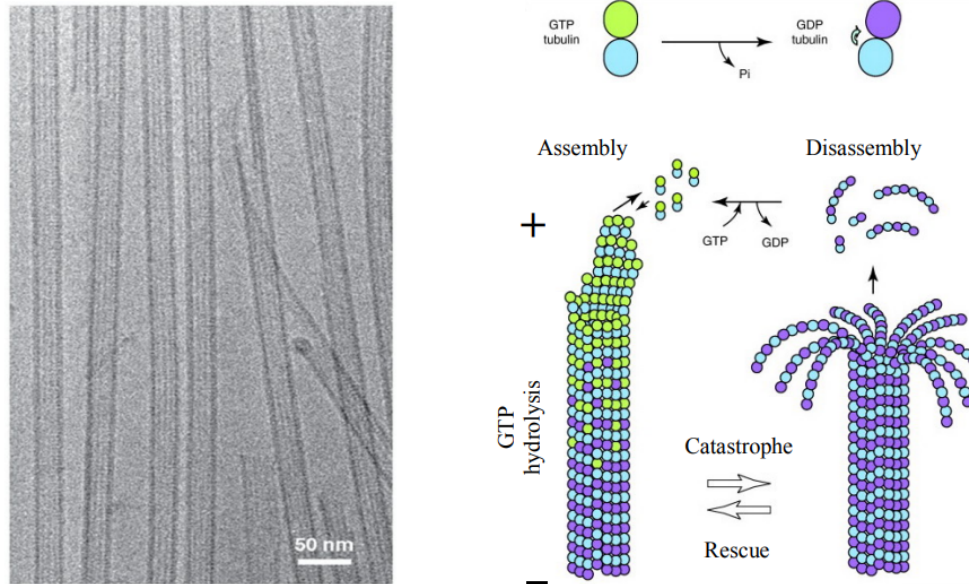 50 nm
GTP
tubulin
Pi
GDP
tubulin
Assembly
Disassembly
+
GTP
GDP
GTP
hydrolysis
Catastrophe
Rescue
–